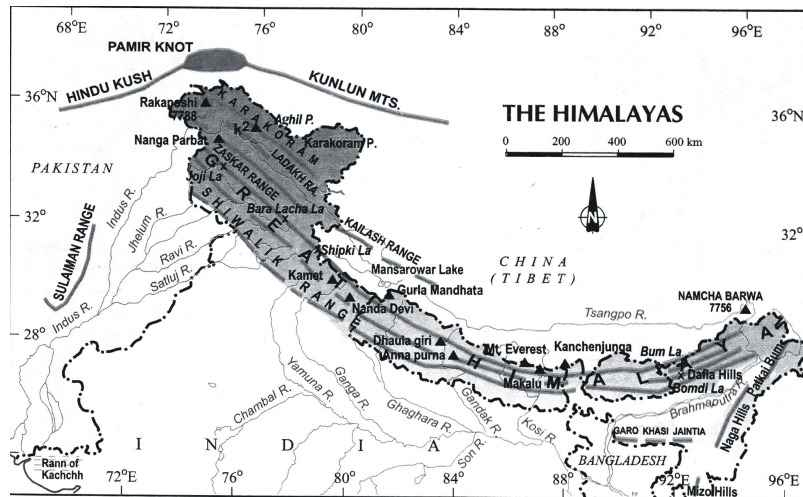 68°E
72°
76°
80°
84°
88°
92°
96°E
PAMIR KNOT
HINDU KUSH
KUNLUN MTS.
36°N
36°N
Rakaposhi
7788
KARAKORAM
Aghil P.
K2
Karakoram P.
THE HIMALAYAS
0 200 400 600 km
Nanga Parbat
ZASKAR RANGE
LADAKH RA.
PAKISTAN
Joji La
N
Indus R.
Jhelum R.
Bara Lacha La
32°
32°
KAILASH RANGE
SULAIMAN RANGE
Ravi R.
Satluj R.
Shipki La
Mansarowar Lake
CHINA
(TIBET)
GREAT HIMALAYA
SHIWALIK RANGE
Kamet
Gurla Mandhata
Nanda Devi
Tsangpo R.
NAMCHA BARWA
7756
Indus R.
28°
28°
Dhaula giri
Anna purna
Mt. Everest
Kanchenjunga
Makalu
Bum La
Dafla Hills
Bomdi La
Patkai Bum
Brahmaputra R.
Naga Hills
Yamuna R.
Ganga R.
Chambal R.
Ghaghara R.
Gandak R.
Kosi R.
Son R.
GARO KHASI JAINTIA
INDIA
BANGLADESH
Rann of
Kachchh
72°E
76°
80°
84°
88°
92°E
96°E
Mizo Hills